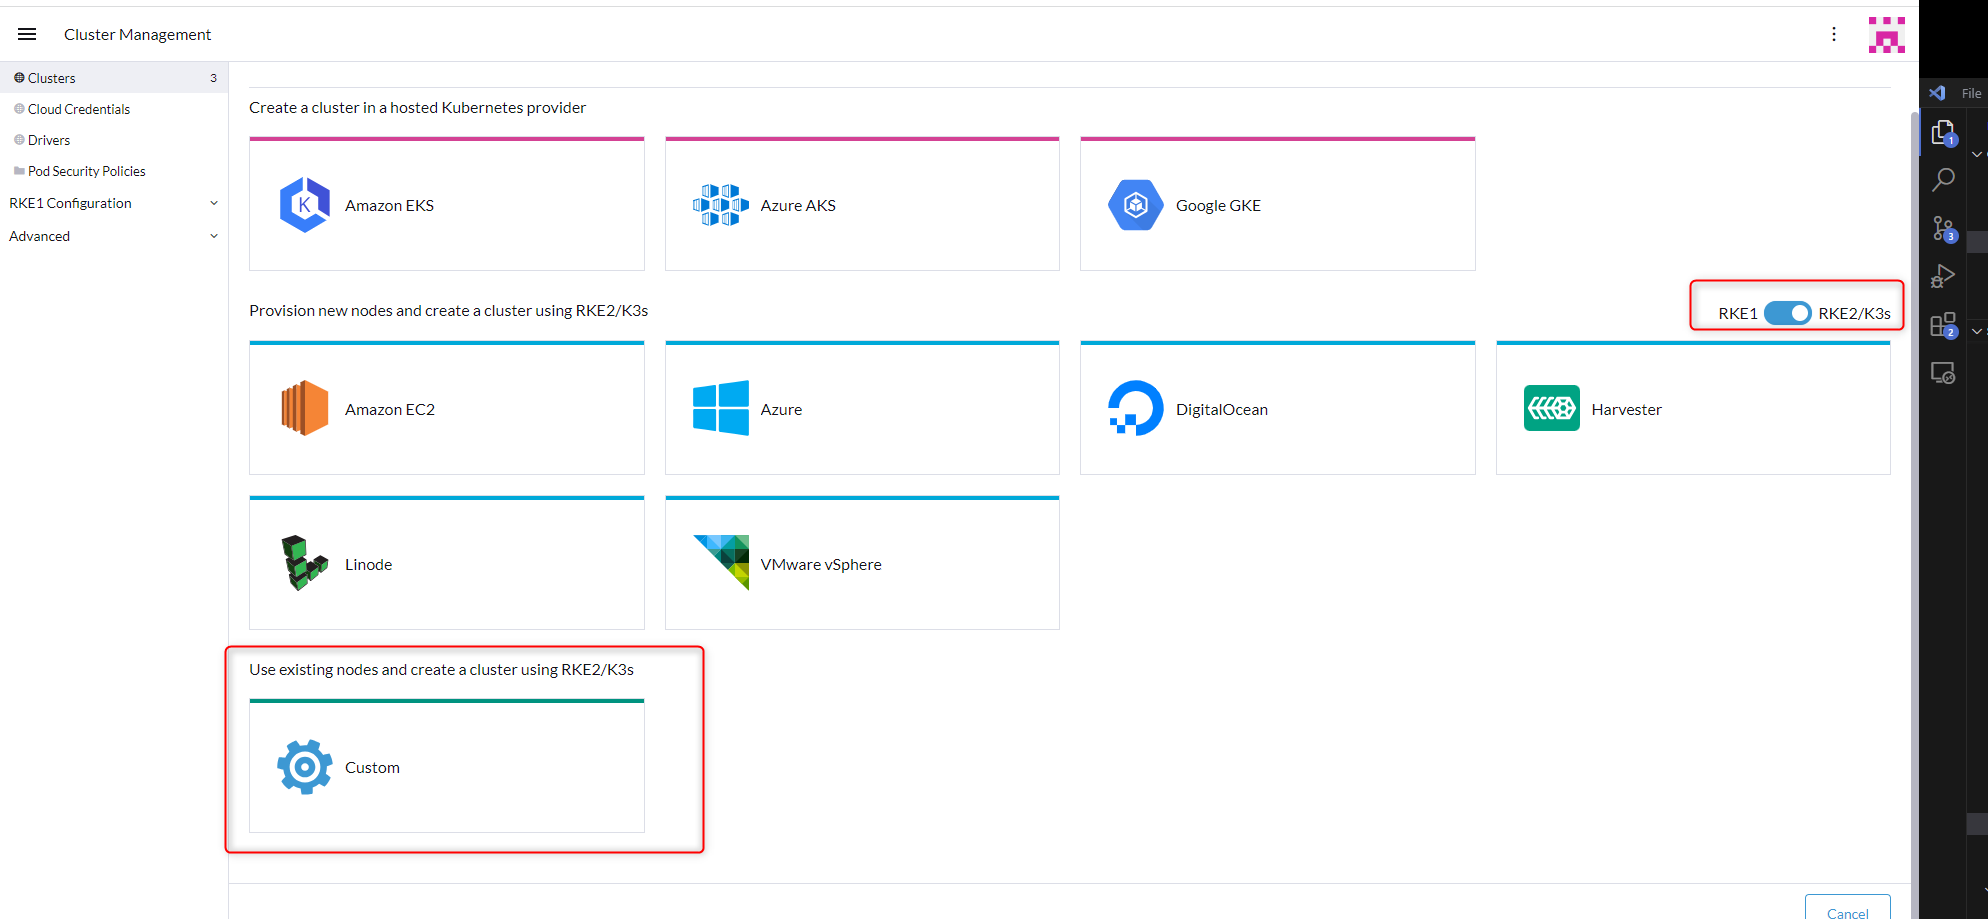 Cluster Management
File
Clusters 3
Cloud Credentials
Drivers
Pod Security Policies
RKE1 Configuration
Advanced
Create a cluster in a hosted Kubernetes provider
K
Amazon EKS
Azure AKS
Google GKE
Provision new nodes and create a cluster using RKE2/K3s
RKE1 RKE2/K3s
Amazon EC2
Azure
DigitalOcean
Harvester
Linode
VMware vSphere
Use existing nodes and create a cluster using RKE2/K3s
Custom
Cancel
1
3
2